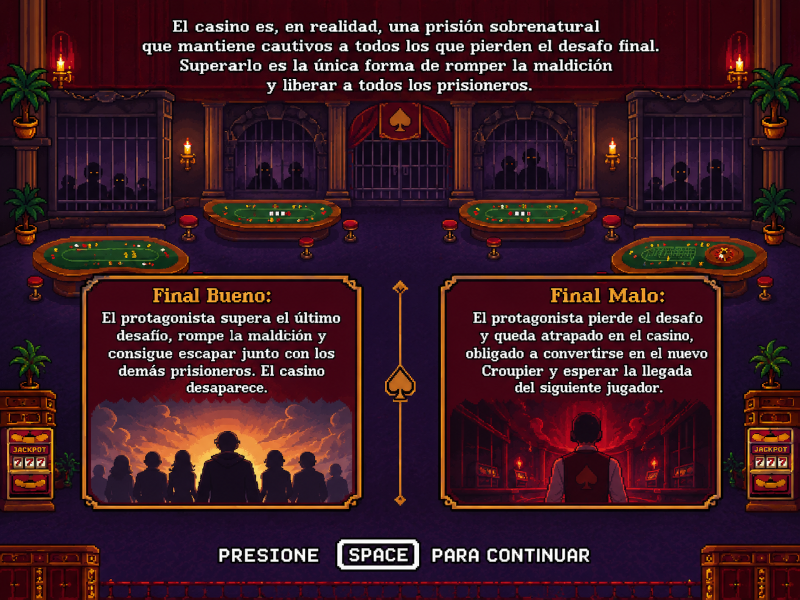 El casino es, en realidad, una prisión sobrenatural
que mantiene cautivos a todos los que pierden el desafo final.
Superarlo es la única forma de romper la maldición
y liberar a todos los prisioneros.
Final Bueno:
El protagonista supera el último
desafío, rompe la maldición y
consigue escapar junto con los
demás prisioneros. El casino
desaparece.
Final Malo:
El protagonista pierde el desafo
y queda atrapado en el casino,
obligado a convertirse en el nuevo
Croupier y esperar la llegada
del siguiente jugador.
JACKPOT
777
JACKPOT
777
PRESIONE SPACE PARA CONTINUAR